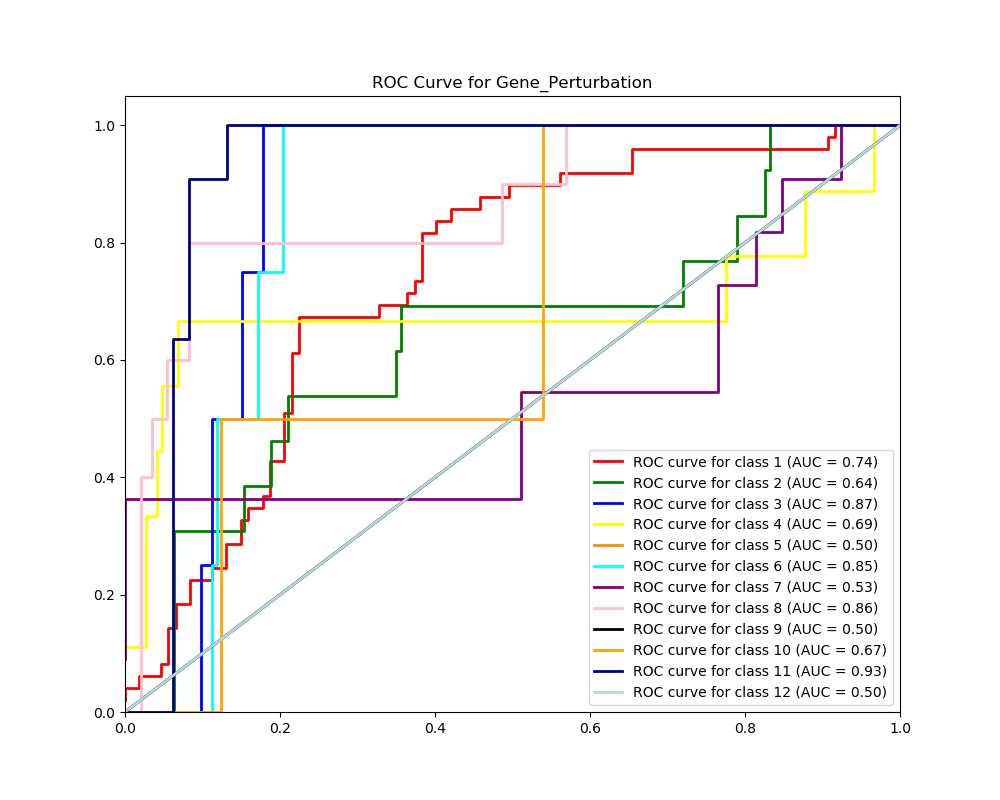 ROC Curve for Gene_Perturbation
1.0
0.8
0.6
0.4
0.2
0.0
0.0 0.2 0.4 0.6 0.8 1.0
ROC curve for class 1 (AUC = 0.74)
ROC curve for class 2 (AUC = 0.64)
ROC curve for class 3 (AUC = 0.87)
ROC curve for class 4 (AUC = 0.69)
ROC curve for class 5 (AUC = 0.50)
ROC curve for class 6 (AUC = 0.85)
ROC curve for class 7 (AUC = 0.53)
ROC curve for class 8 (AUC = 0.86)
ROC curve for class 9 (AUC = 0.50)
ROC curve for class 10 (AUC = 0.67)
ROC curve for class 11 (AUC = 0.93)
ROC curve for class 12 (AUC = 0.50)